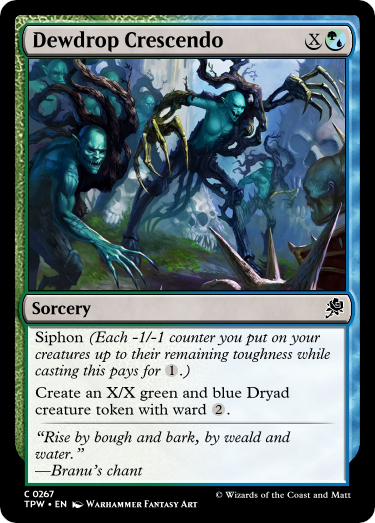 Dewdrop Crescendo X
Sorcery
Siphon (Each -1/-1 counter you put on your
creatures up to their remaining toughness while
casting this pays for 1.)
Create an X/X green and blue Dryad
creature token with ward 2.
“Rise by bough and bark, by weald and
water.”
—Branu's chant
C 0267
TPW • EN Warhammer Fantasy Art
© Wizards of the Coast and Matt